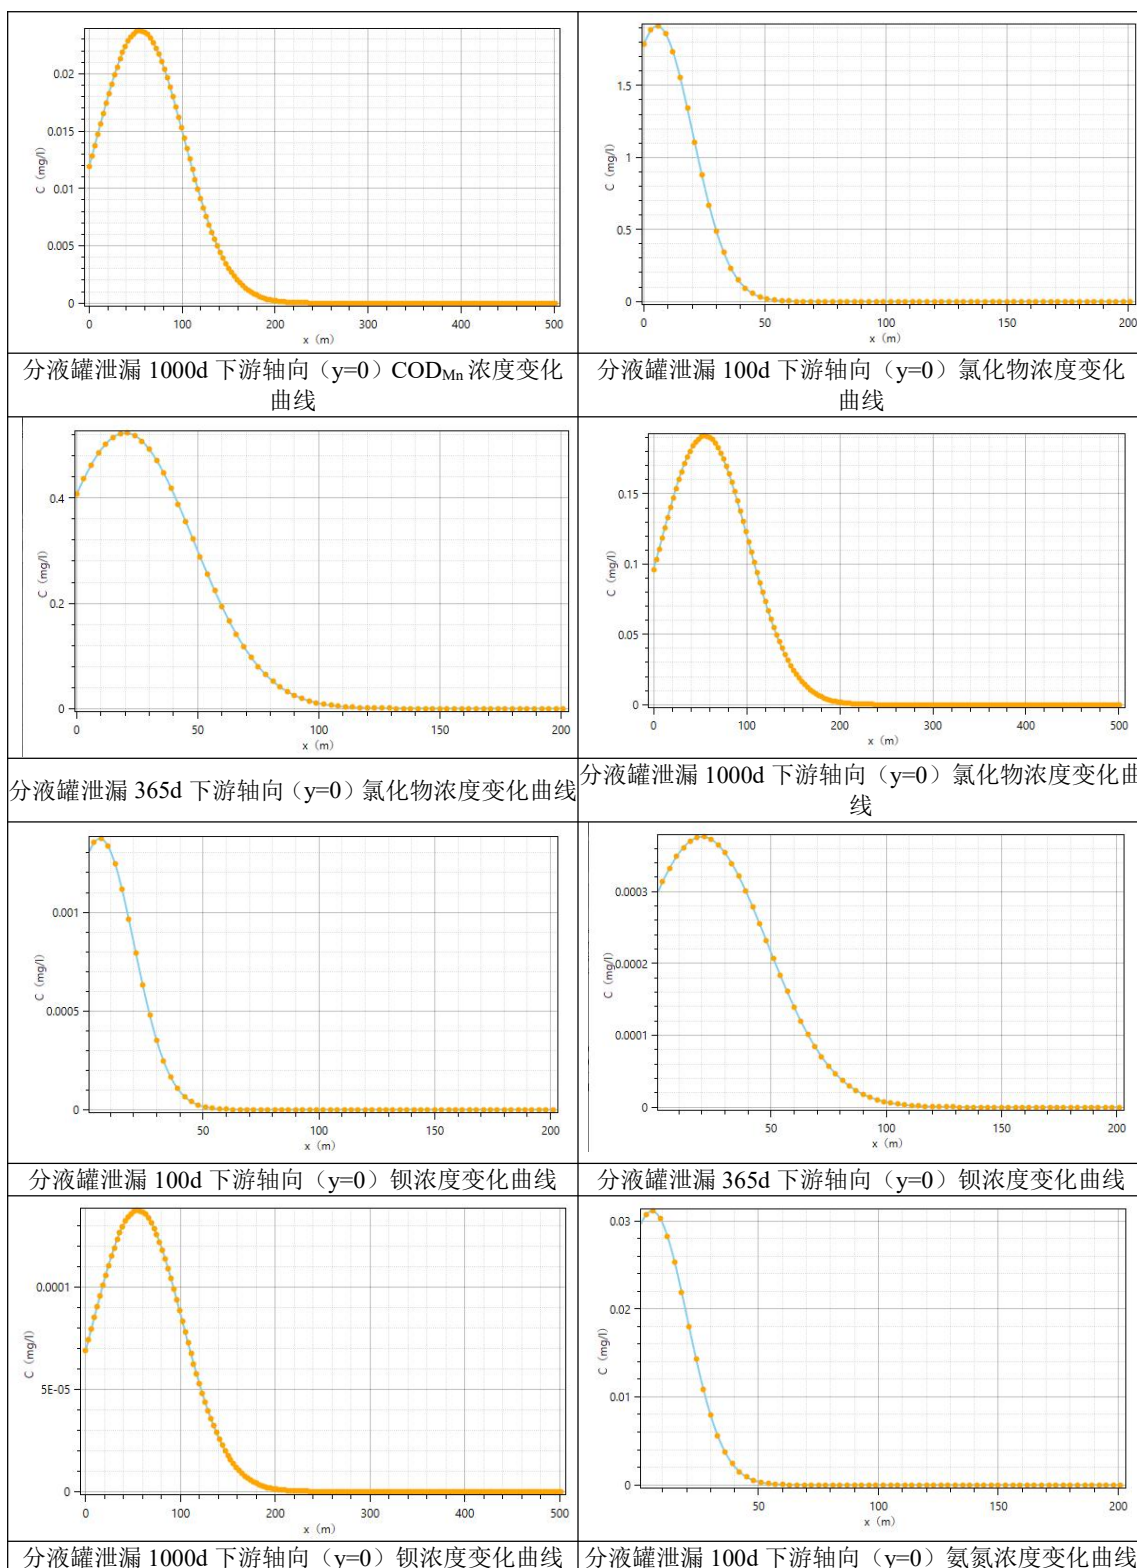 0.02
0.015
0.01
0.005
0
C（mg/l）
0 100 200 300 400 500
x（m）
1.5
1
0.5
0
C（mg/l）
0 50 100 150 200
x（m）
分液罐泄漏 1000d 下游轴向（y=0）CODMn 浓度变化
曲线
分液罐泄漏 100d 下游轴向（y=0）氯化物浓度变化
曲线
0.4
0.2
0
C（mg/l）
0 50 100 150 200
x（m）
0.15
0.1
0.05
0
C（mg/l）
0 100 200 300 400 500
x（m）
分液罐泄漏 365d 下游轴向（y=0）氯化物浓度变化曲线
分液罐泄漏 1000d 下游轴向（y=0）氯化物浓度变化曲
线
0.001
0.0005
0
C（mg/l）
50 100 150 200
x（m）
0.0003
0.0002
0.0001
0
C（mg/l）
50 100 150 200
x（m）
分液罐泄漏 100d 下游轴向（y=0）钡浓度变化曲线
分液罐泄漏 365d 下游轴向（y=0）钡浓度变化曲线
0.0001
5E-05
0
C（mg/l）
0 100 200 300 400 500
x（m）
0.03
0.02
0.01
0
C（mg/l）
50 100 150 200
x（m）
分液罐泄漏 1000d 下游轴向（y=0）钡浓度变化曲线
分液罐泄漏 100d 下游轴向（y=0）氨氮浓度变化曲线